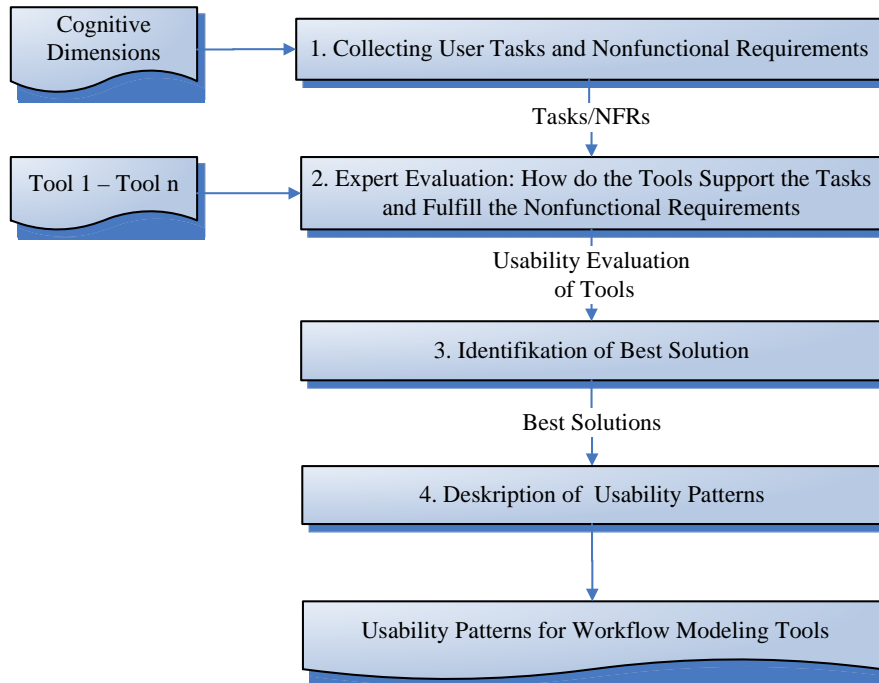 Cognitive
Dimensions
1. Collecting User Tasks and Nonfunctional Requirements
Tasks/NFRs
Tool 1 – Tool n
2. Expert Evaluation: How do the Tools Support the Tasks
and Fulfill the Nonfunctional Requirements
Usability Evaluation
of Tools
3. Identifikation of Best Solution
Best Solutions
4. Deskription of Usability Patterns
Usability Patterns for Workflow Modeling Tools